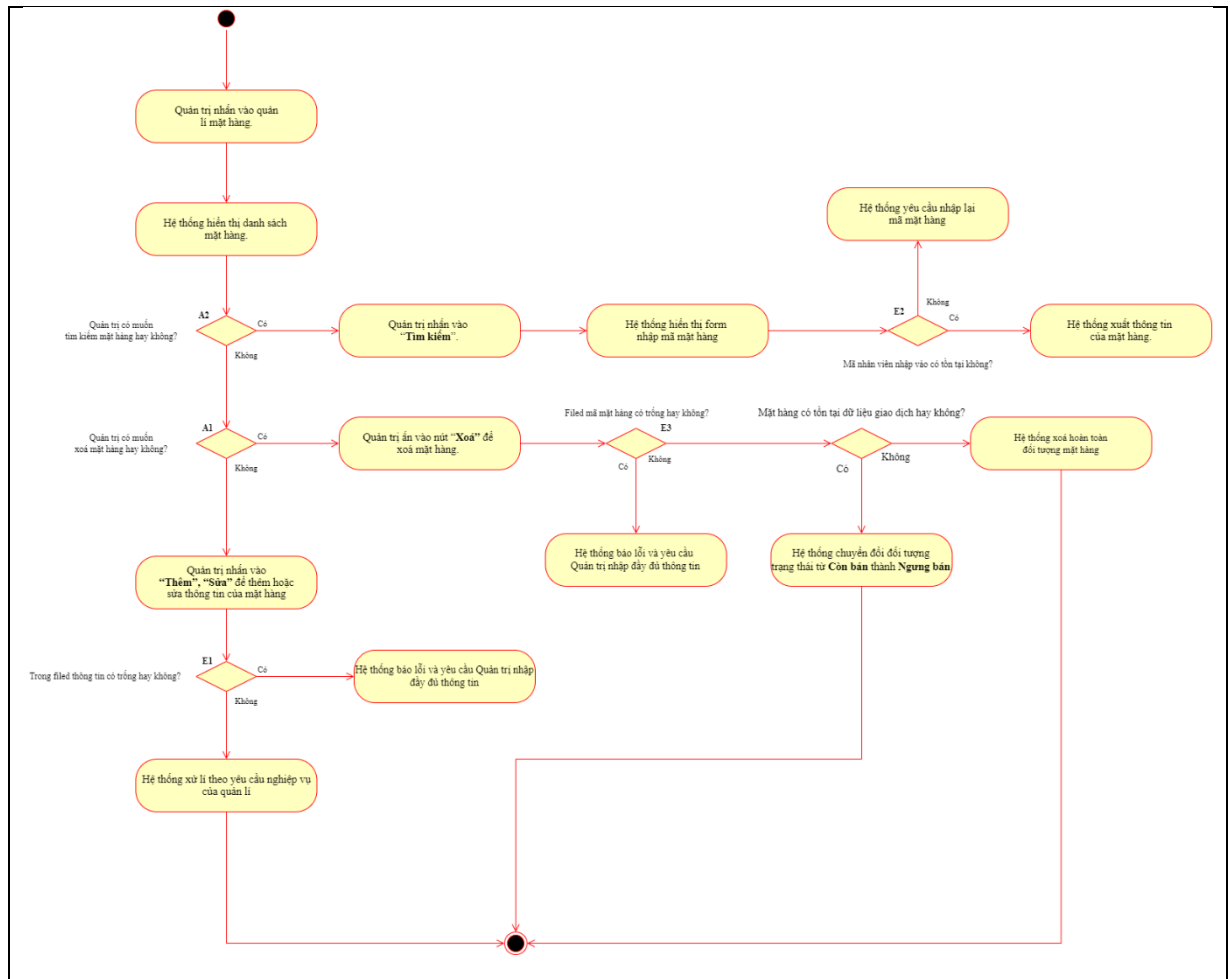 Quản trị nhấn vào quản
lí mặt hàng.
Hệ thống hiển thị danh sách
mặt hàng.
Hệ thống yêu cầu nhập lại
mã mặt hàng
A2
Quản trị có muốn
tìm kiếm mặt hàng hay không?
Có
Không
Quản trị nhấn vào
“Tìm kiếm”.
Hệ thống hiển thị form
nhập mã mặt hàng
E2
Không
Có
Mã nhân viên nhập vào có tồn tại không?
Hệ thống xuất thông tin
của mặt hàng.
A1
Quản trị có muốn
xoá mặt hàng hay không?
Có
Không
Quản trị ấn vào nút “Xoá” để
xoá mặt hàng.
Filed mã mặt hàng có trống hay không?
E3
Có
Không
Mặt hàng có tồn tại dữ liệu giao dịch hay không?
Không
Có
Hệ thống xoá hoàn toàn
đối tượng mặt hàng
Hệ thống báo lỗi và yêu cầu
Quản trị nhập đầy đủ thông tin
Hệ thống chuyển đổi đối tượng
trạng thái từ Còn bán thành Ngưng bán
Quản trị nhấn vào
“Thêm”, “Sửa” để thêm hoặc
sửa thông tin của mặt hàng
E1
Trong filed thông tin có trống hay không?
Có
Không
Hệ thống báo lỗi và yêu cầu Quản trị nhập
đầy đủ thông tin
Hệ thống xử lí theo yêu cầu nghiệp vụ
của quản lí